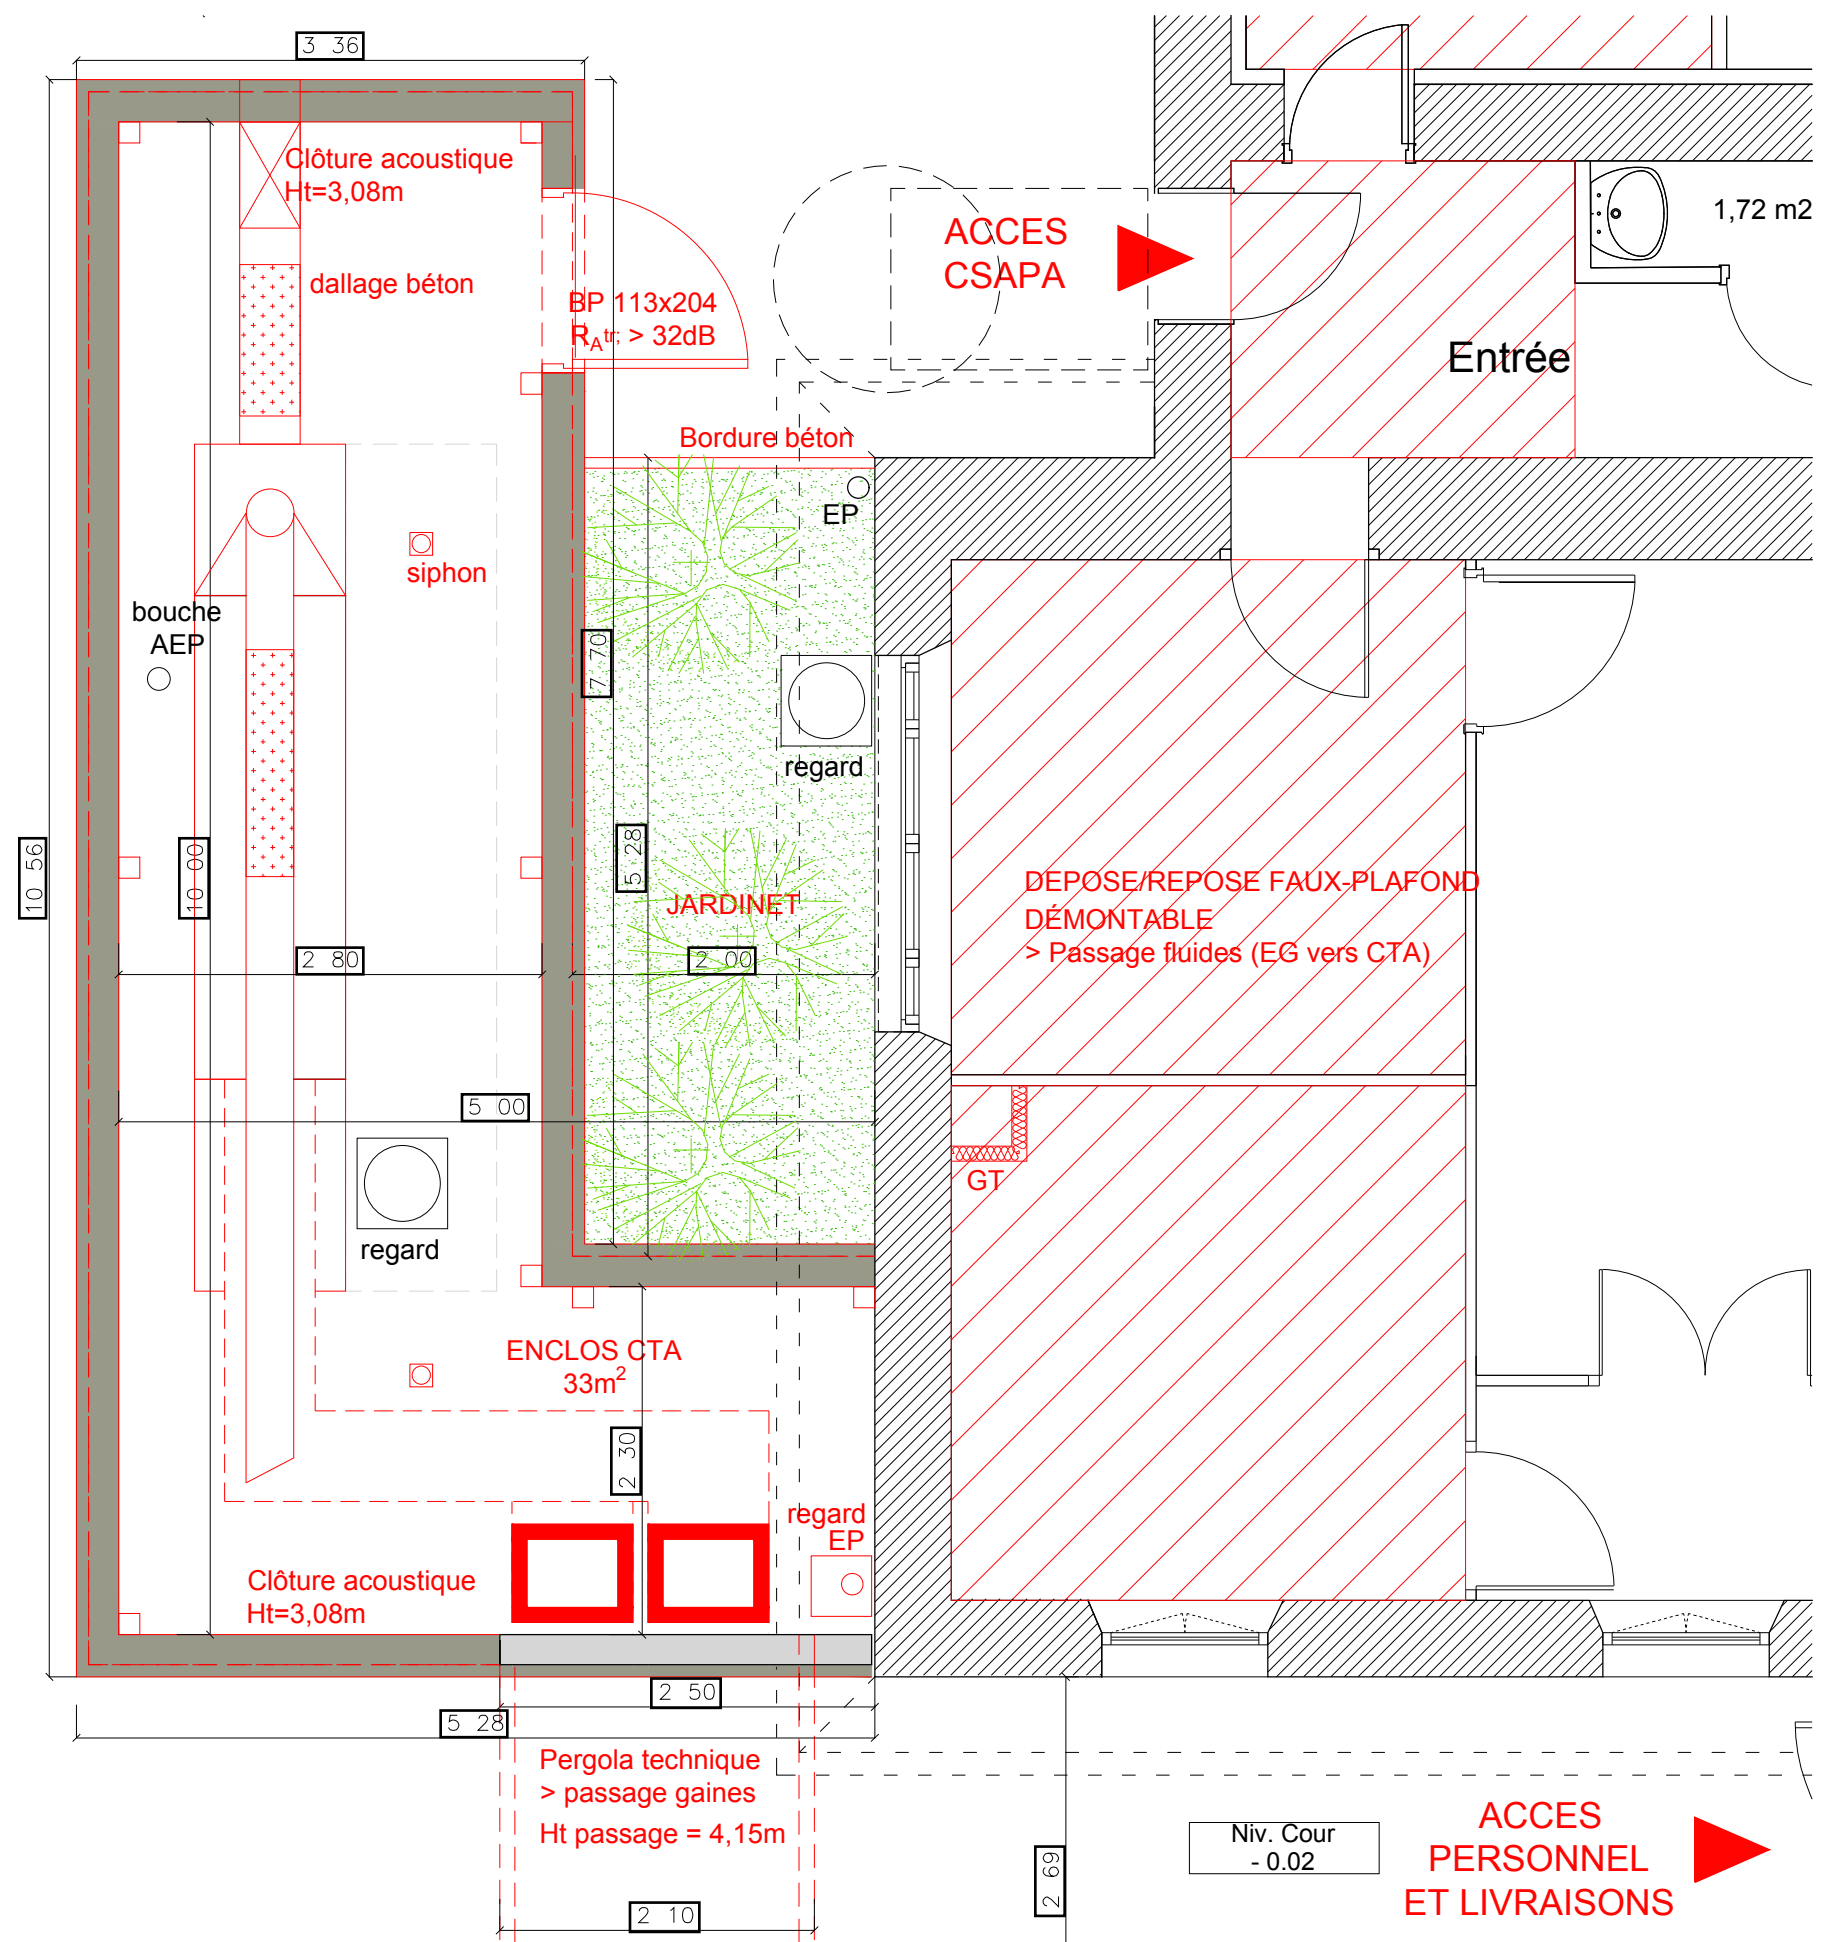 3 36
Clôture acoustique
Ht=3,08m
dallage béton
BP 113x204
RAtr; > 32dB
ACCES
CSAPA
1,72 m2
Entrée
Bordure béton
EP
siphon
bouche
AEP
7 70
regard
5 28
10 56
10 00
JARDINET
2 80
2 00
DEPOSE/REPOSE FAUX-PLAFOND
DÉMONTABLE
> Passage fluides (EG vers CTA)
5 00
GT
regard
ENCLOS CTA
33m2
2 30
regard
EP
Clôture acoustique
Ht=3,08m
2 50
5 28
Pergola technique
> passage gaines
Ht passage = 4,15m
2 10
2 69
Niv. Cour
- 0.02
ACCES
PERSONNEL
ET LIVRAISONS